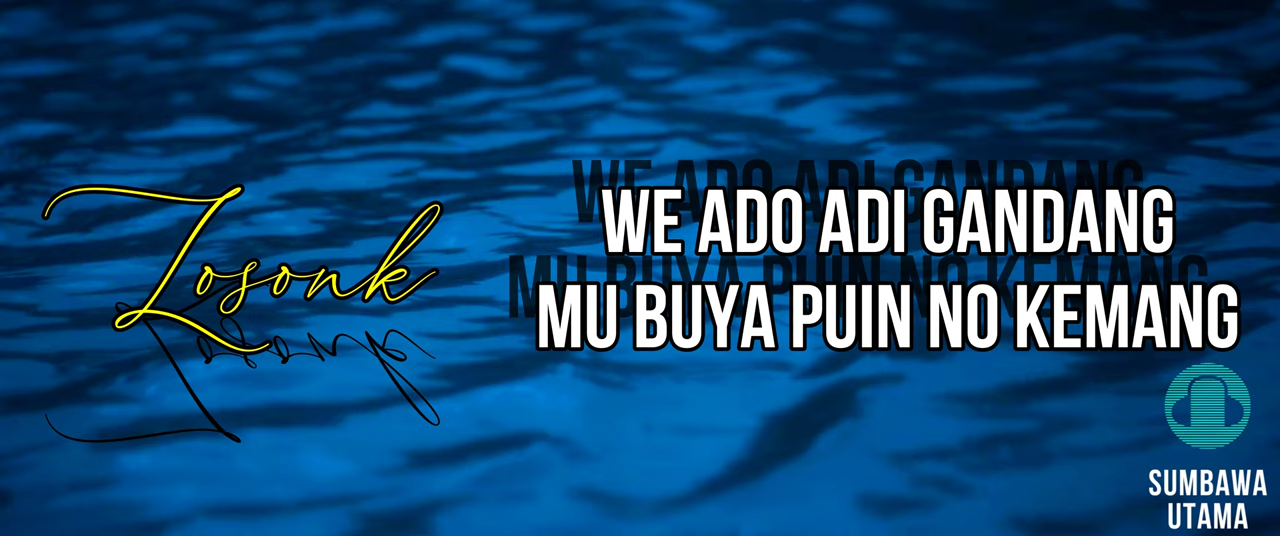 Losonk
WE ADO ADI GANDANG
MU BUYA PUIN NO KEMANG
SUMBAWA
UTAMA